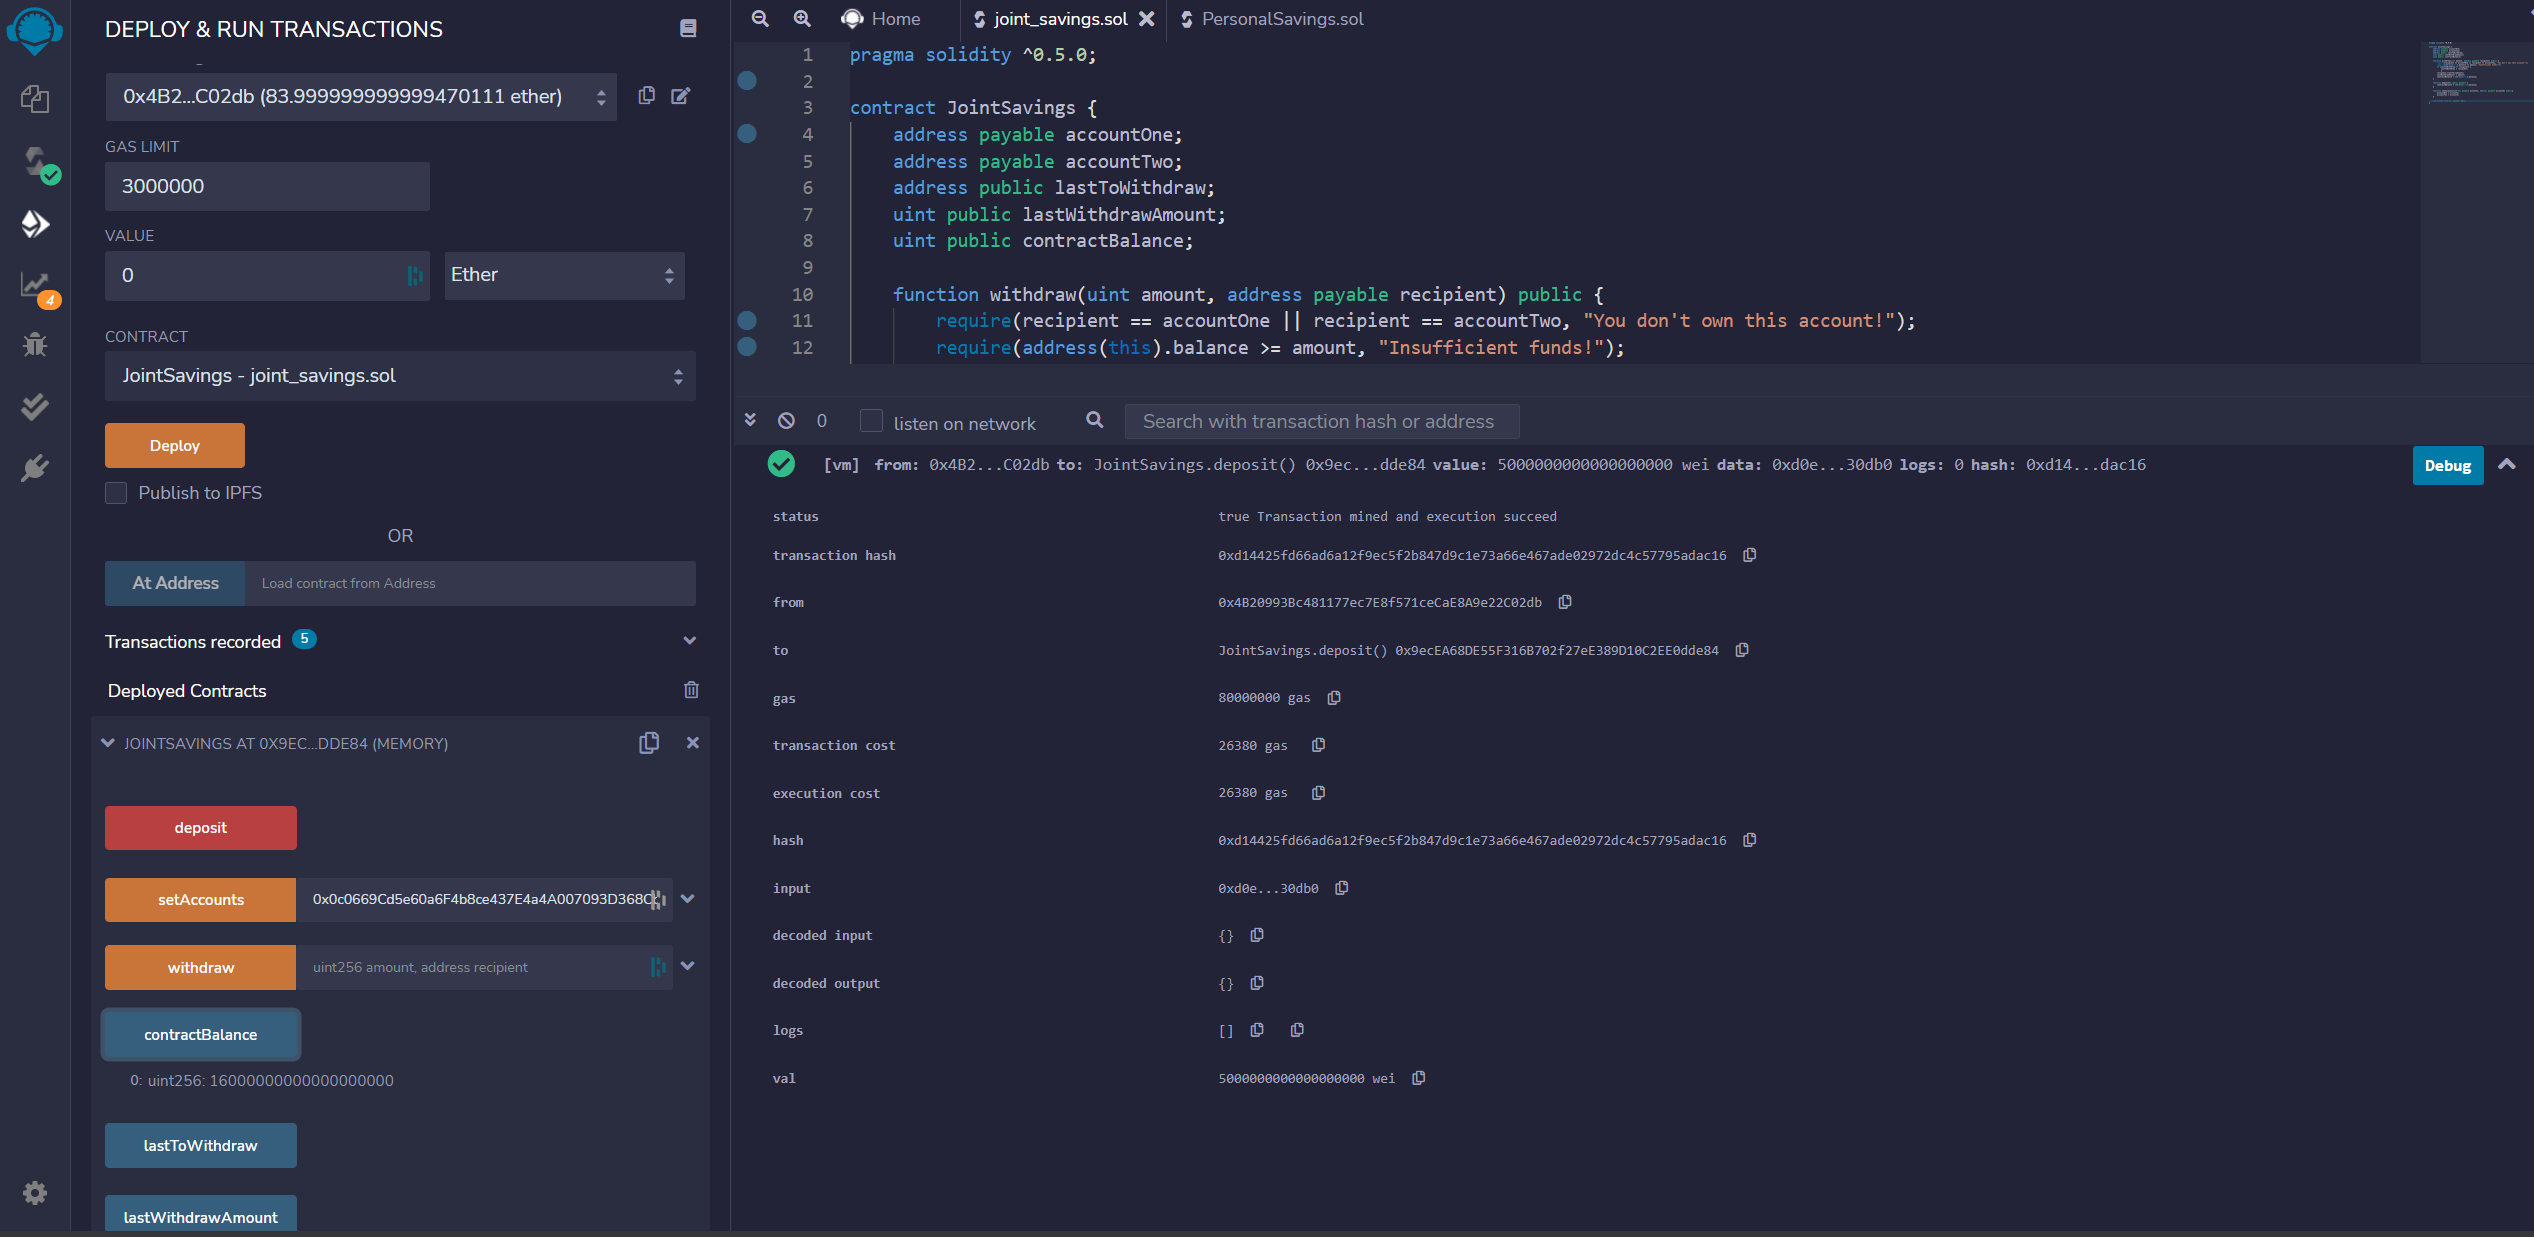 DEPLOY & RUN TRANSACTIONS
0x4B2...C02db (83.999999999999470111 ether)
GAS LIMIT
3000000
VALUE
0
Ether
CONTRACT
JointSavings - joint_savings.sol
Deploy
Publish to IPFS
OR
At Address
Load contract from Address
Transactions recorded 5
Deployed Contracts
JOINTSAVINGS AT 0X9EC...DDE84 (MEMORY)
deposit
setAccounts
0x0c0669Cd5e60a6F4b8ce437E4a4A007093D368C
withdraw
uint256 amount, address recipient
contractBalance
0: uint256: 16000000000000000000
lastToWithdraw
lastWithdrawAmount
4
Home
joint_savings.sol
PersonalSavings.sol
1 pragma solidity ^0.5.0;
2
3 contract JointSavings {
4 address payable accountOne;
5 address payable accountTwo;
6 address public lastToWithdraw;
7 uint public lastWithdrawAmount;
8 uint public contractBalance;
9
10 function withdraw(uint amount, address payable recipient) public {
11 require(recipient == accountOne || recipient == accountTwo, "You don't own this account!");
12 require(address(this).balance >= amount, "Insufficient funds!");
0
listen on network
Search with transaction hash or address
[vm] from: 0x4B2...C02db to: JointSavings.deposit() 0x9ec...dde84 value: 5000000000000000000 wei data: 0xd0e...30db0 logs: 0 hash: 0xd14...dac16
Debug
status true Transaction mined and execution succeed
transaction hash 0xd14425fd66ad6a12f9ec5f2b847d9c1e73a66e467ade02972dc4c57795adac16
from 0x4B20993Bc481177ec7E8f571ceCaE8A9e22C02db
to JointSavings.deposit() 0x9ecEA68DE55F316B702f27eE389D10C2EE0dde84
gas 80000000 gas
transaction cost 26380 gas
execution cost 26380 gas
hash 0xd14425fd66ad6a12f9ec5f2b847d9c1e73a66e467ade02972dc4c57795adac16
input 0xd0e...30db0
decoded input {}
decoded output {}
logs []
val 5000000000000000000 wei